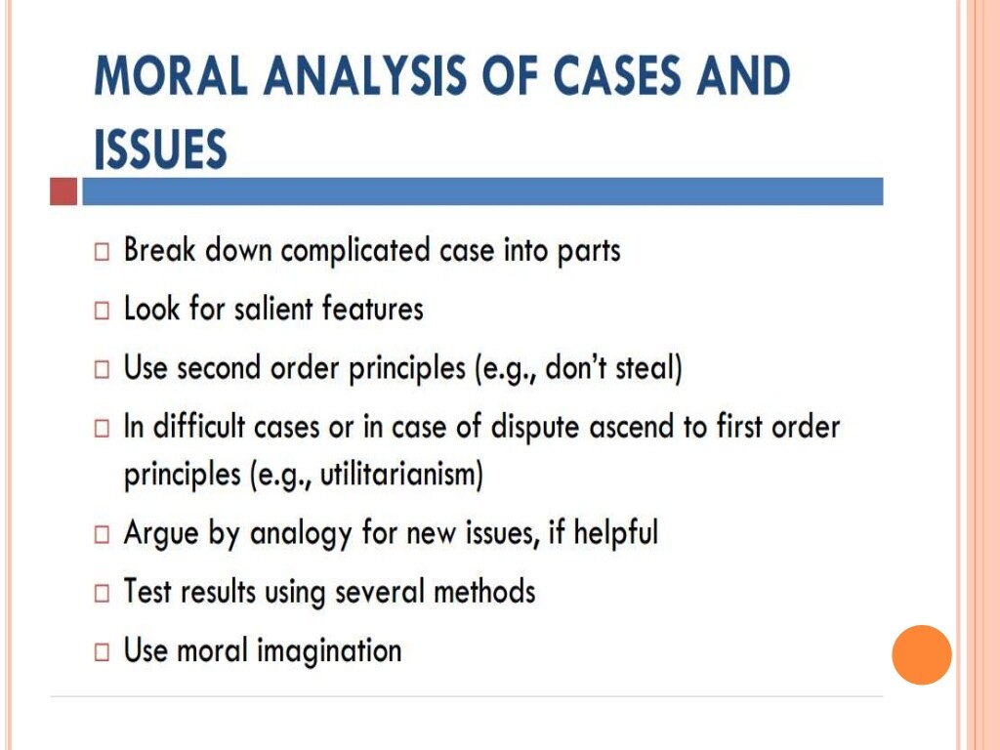 MORAL ANALYSIS OF CASES AND
ISSUES
Break down complicated case into parts
Look for salient features
Use second order principles (e.g., don’t steal)
In difficult cases or in case of dispute ascend to first order
principles (e.g., utilitarianism)
Argue by analogy for new issues, if helpful
Test results using several methods
Use moral imagination